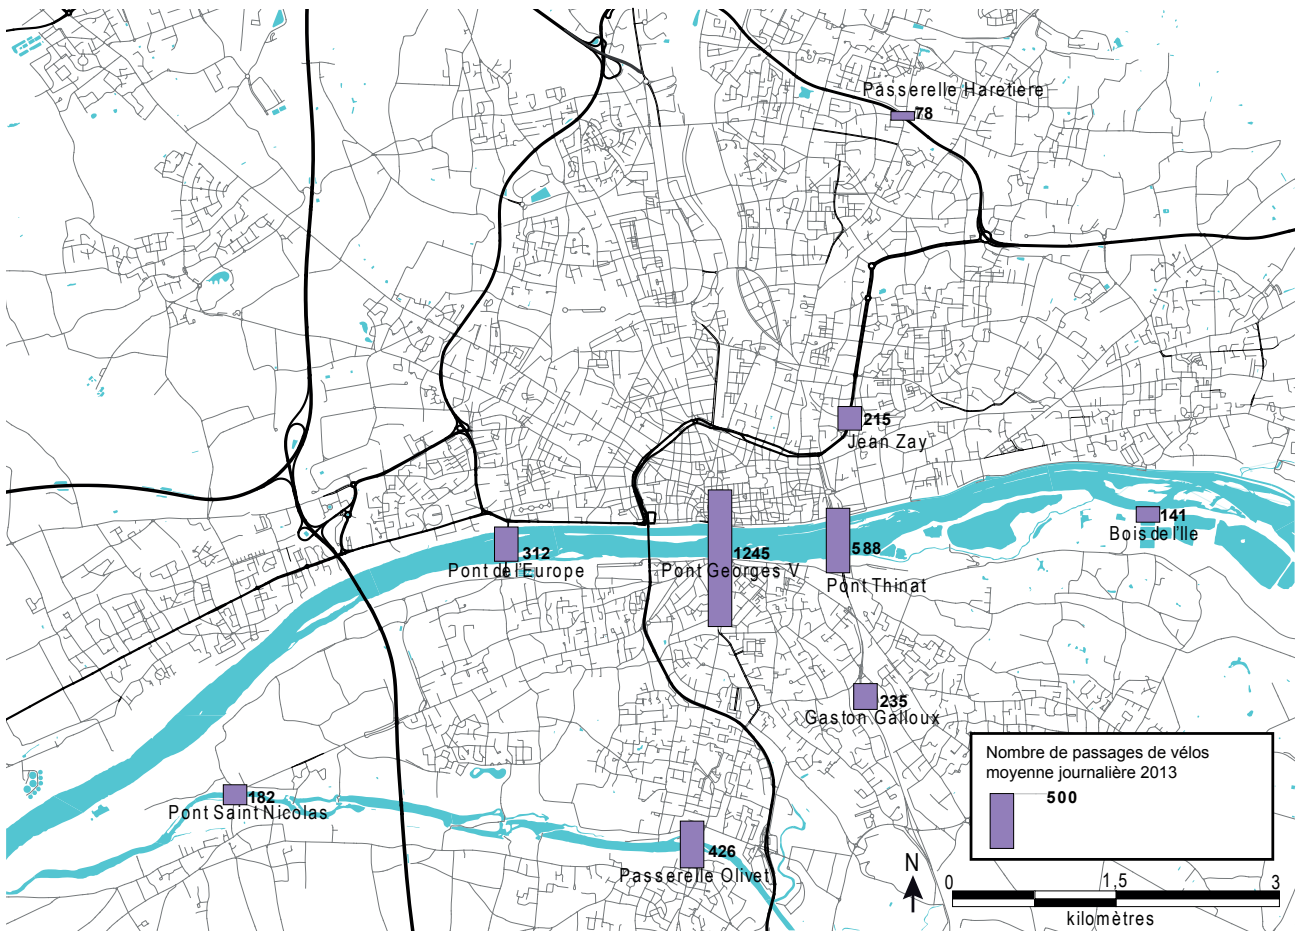 Passerelle Haretiere
78
215
Jean Zay
141
Bois de l'Ile
312
Pont de l'Europe
1245
Pont Georges V
588
Pont Thinat
235
Gaston Galloux
182
Pont Saint Nicolas
426
Passerelle Olivet
Nombre de passages de vélos
moyenne journalière 2013
500
N
0 1,5 3
kilomètres